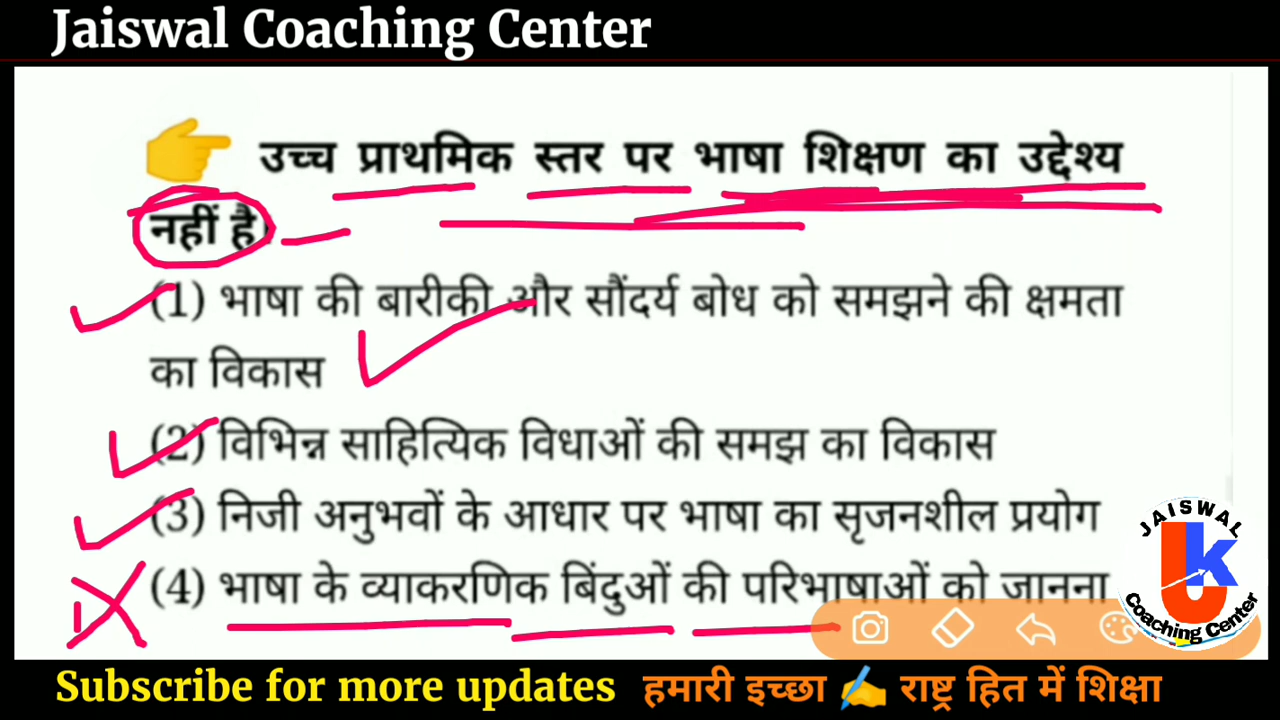 Jaiswal Coaching Center
👉 उच्च प्राथमिक स्तर पर भाषा शिक्षण का उद्देश्य
नहीं है।
(1) भाषा की बारीकी और सौंदर्य बोध को समझने की क्षमता
का विकास
(2) विभिन्न साहित्यिक विधाओं की समझ का विकास
(3) निजी अनुभवों के आधार पर भाषा का सृजनशील प्रयोग
(4) भाषा के व्याकरणिक बिंदुओं की परिभाषाओं को जानना
JAISWAL
JK
Coaching Center
Subscribe for more updates हमारी इच्छा ✍️ राष्ट्र हित में शिक्षा